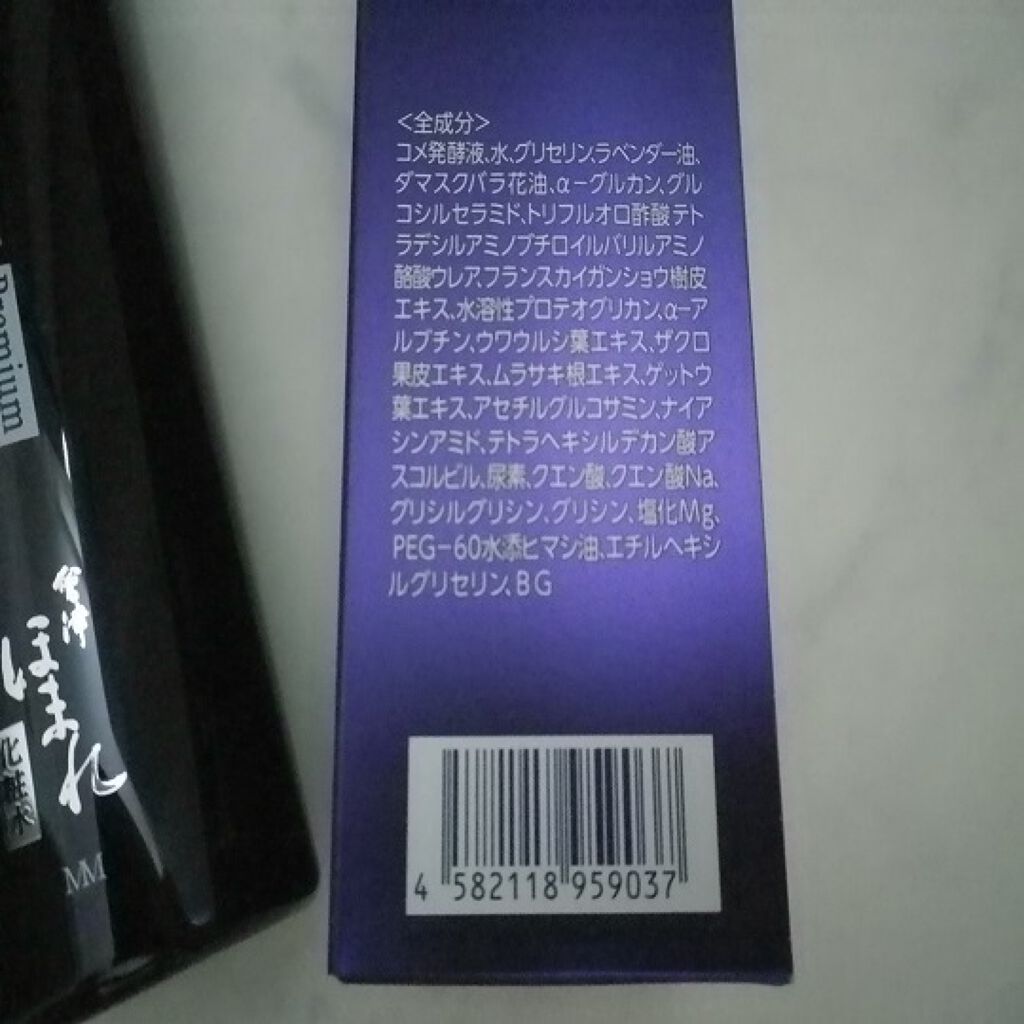 Premium
会津
ほまれ
化粧水
MM
<全成分>
コメ発酵液、水、グリセリン、ラベンダー油、
ダマスクバラ花油、α-グルカン、グル
コシルセラミド、トリフルオロ酢酸テト
ラデシルアミノブチロイルバリルアミノ
酪酸ウレア、フランスカイガンショウ樹皮
エキス、水溶性プロテオグリカン、α-ア
ルブチン、ウワウルシ葉エキス、ザクロ
果皮エキス、ムラサキ根エキス、ゲットウ
葉エキス、アセチルグルコサミン、ナイア
シンアミド、テトラヘキシルデカン酸ア
スコルビル、尿素、クエン酸、クエン酸Na、
グリシルグリシン、グリシン、塩化Mg、
PEG-60水添ヒマシ油、エチルヘキシ
ルグリセリン、BG
4 582118 959037